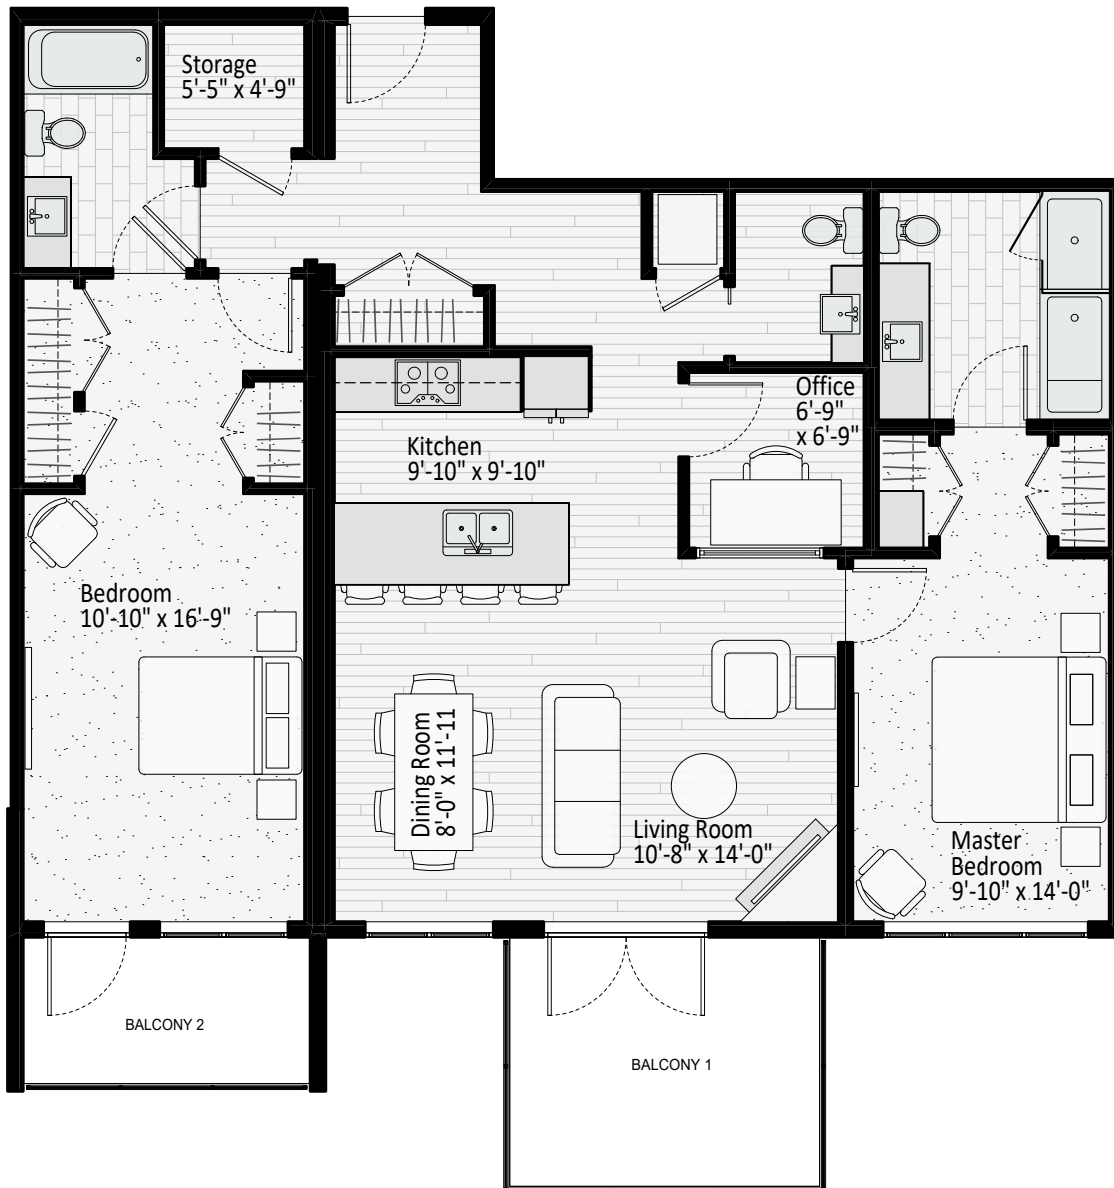 Storage
5'-5" x 4'-9"
Office
6'-9"
x 6'-9"
Kitchen
9'-10" x 9'-10"
Bedroom
10'-10" x 16'-9"
Dining Room
8'-0" x 11'-11
Living Room
10'-8" x 14'-0"
Master
Bedroom
9'-10" x 14'-0"
BALCONY 2
BALCONY 1